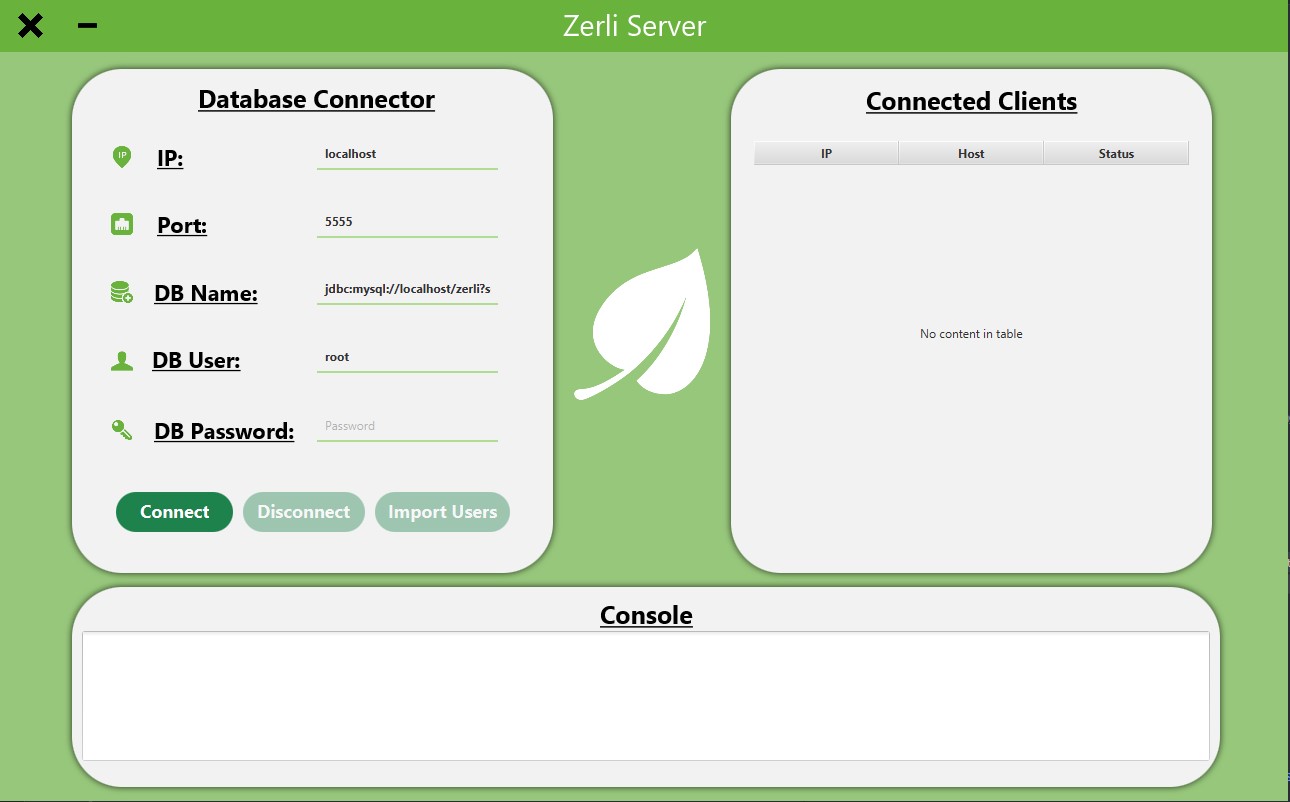 Zerli Server
Database Connector
IP:
localhost
Port:
5555
DB Name:
jdbc:mysql://localhost/zerli?s
DB User:
root
DB Password:
Password
Connect
Disconnect
Import Users
Connected Clients
IP Host Status
No content in table
Console